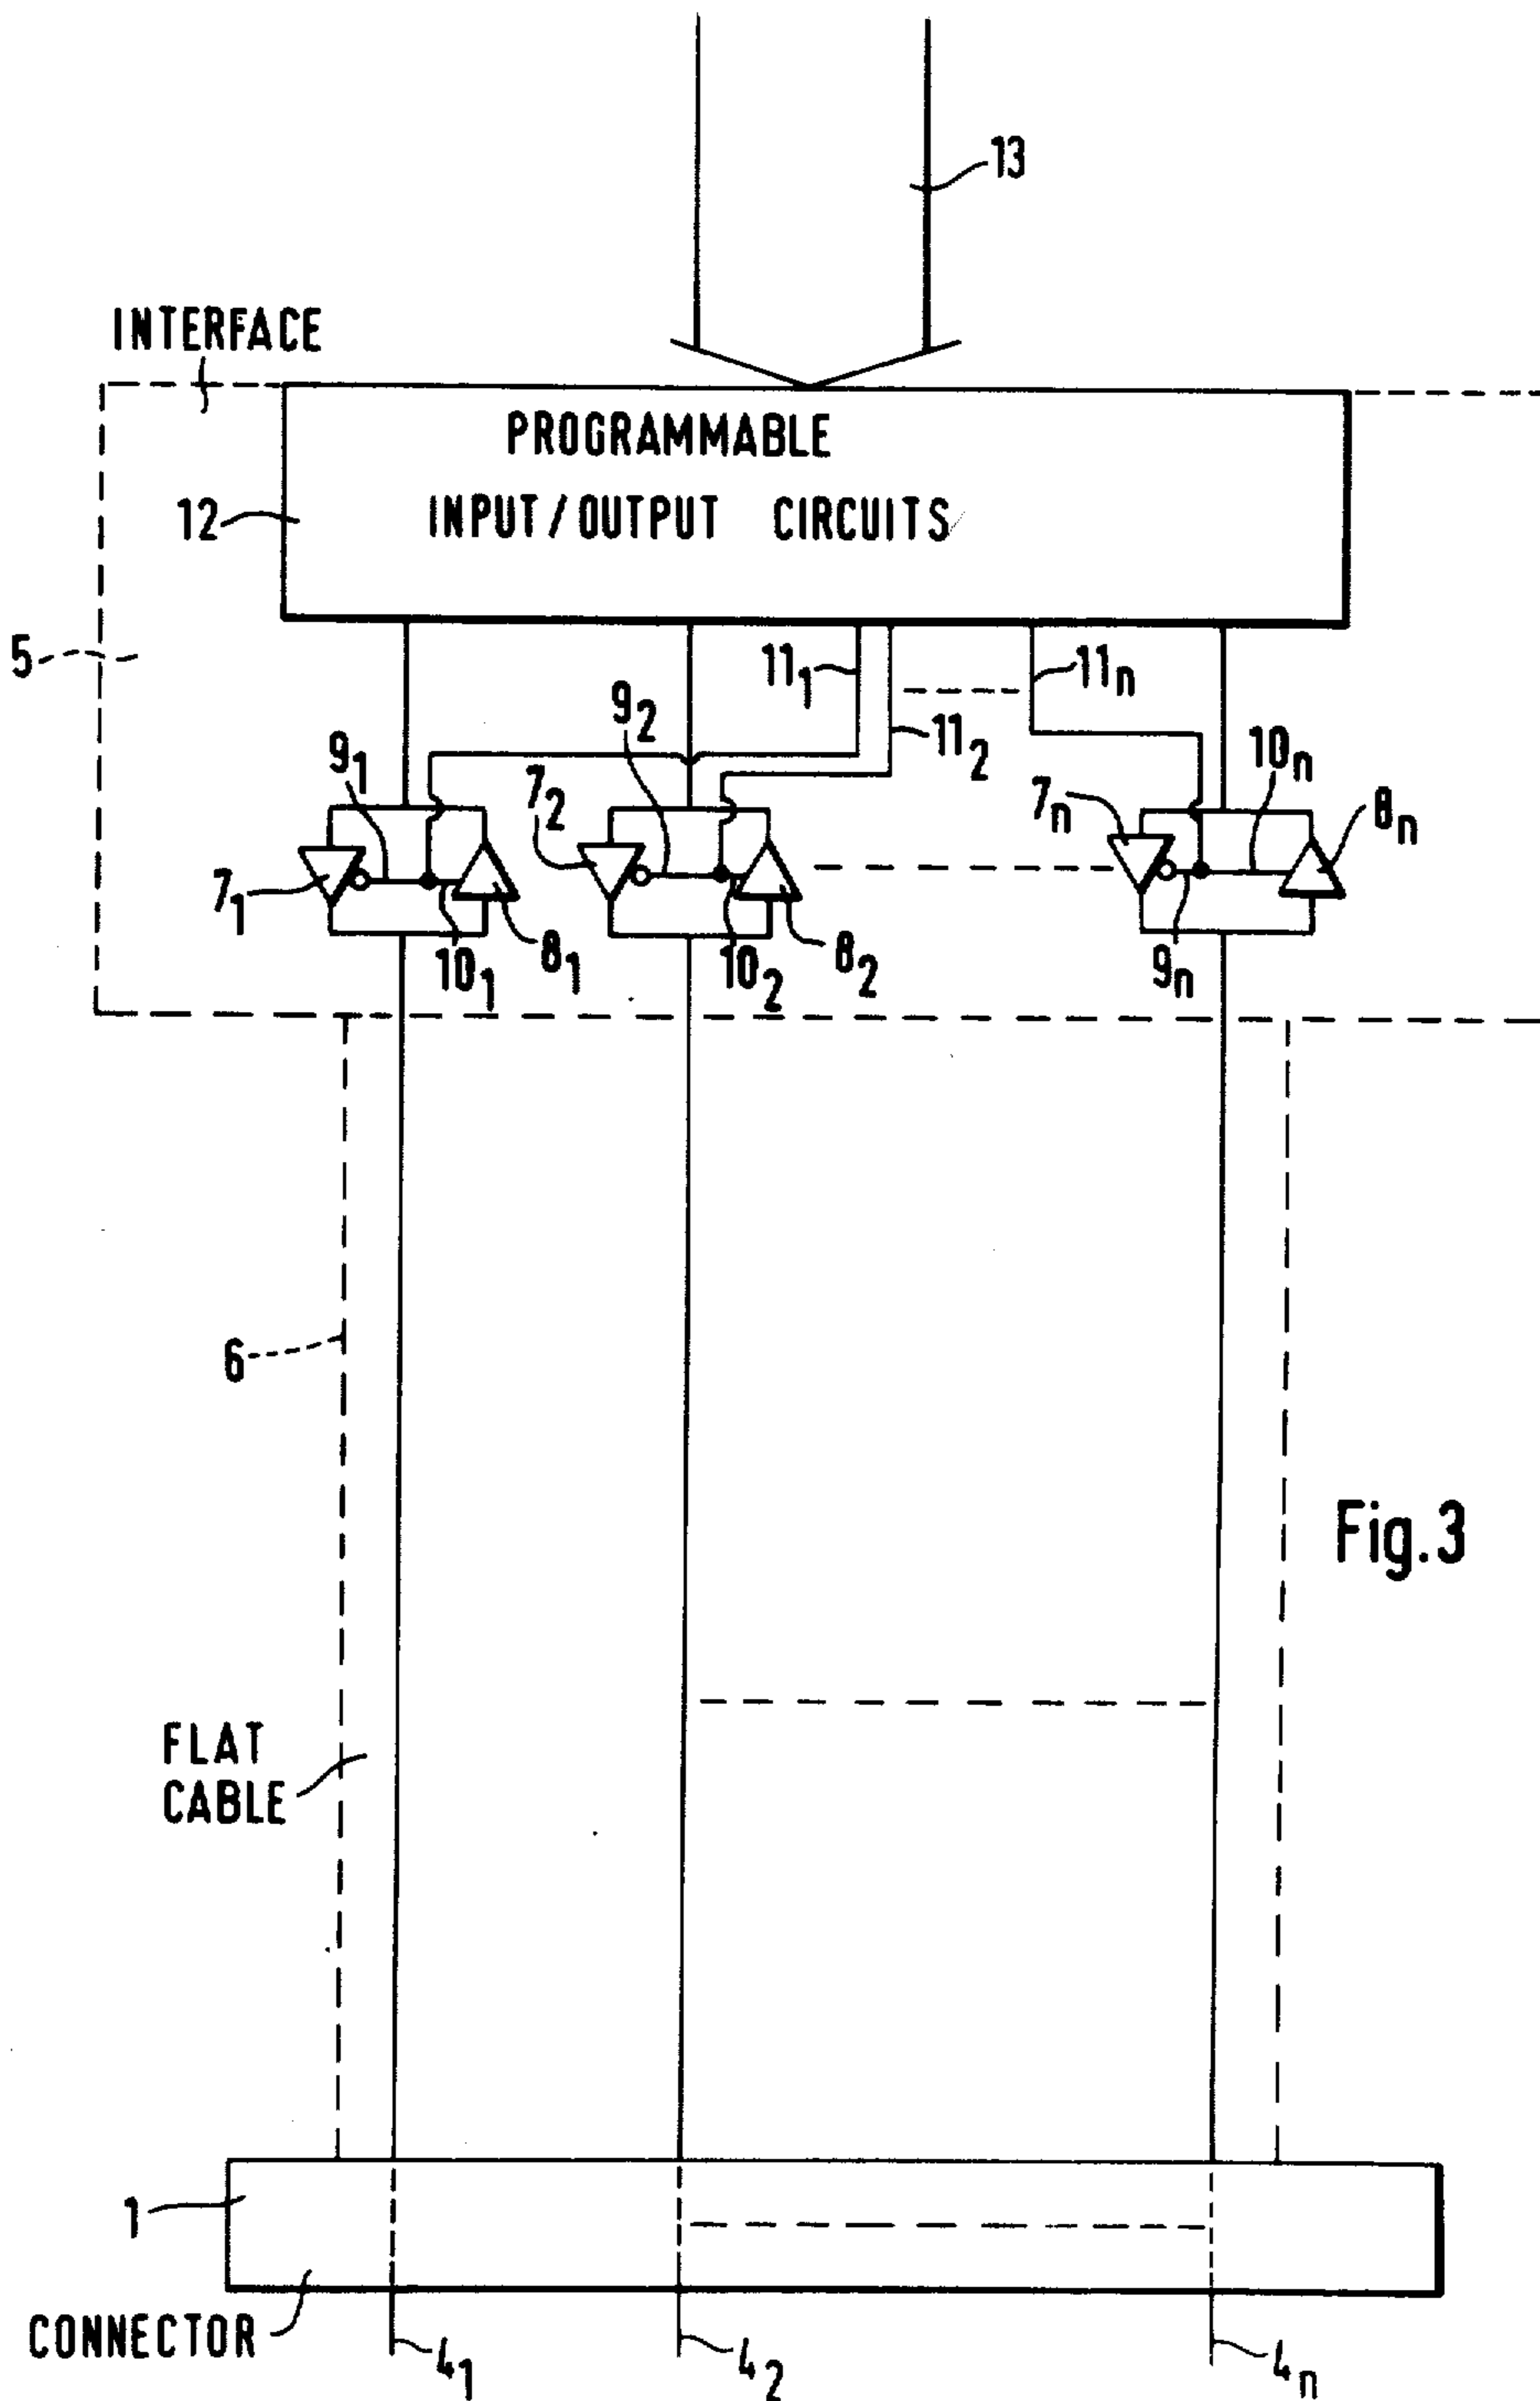 13
INTERFACE
PROGRAMMABLE
12
INPUT/OUTPUT CIRCUITS
5
11₁
11ₙ
9₁
9₂
11₂
7₂
7ₙ
10ₙ
8ₙ
7₁
10₁
8₁
10₂
8₂
9ₙ
6
Fig.3
FLAT
CABLE
1
CONNECTOR
4₁
4₂
4ₙ